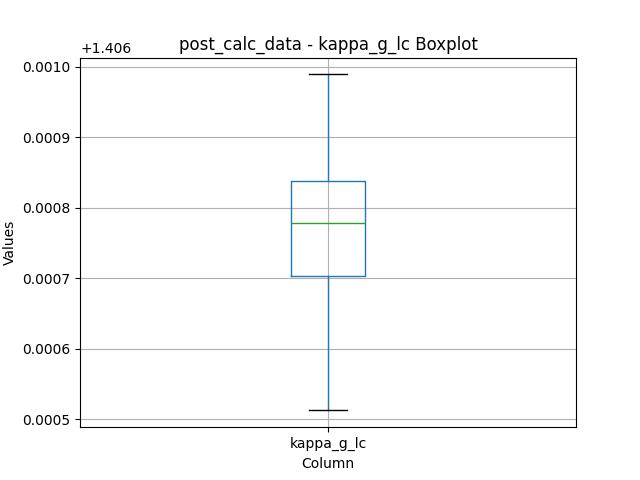 post_calc_data - kappa_g_lc Boxplot
+1.406
0.0010
0.0009
0.0008
0.0007
0.0006
0.0005
Values
kappa_g_lc
Column